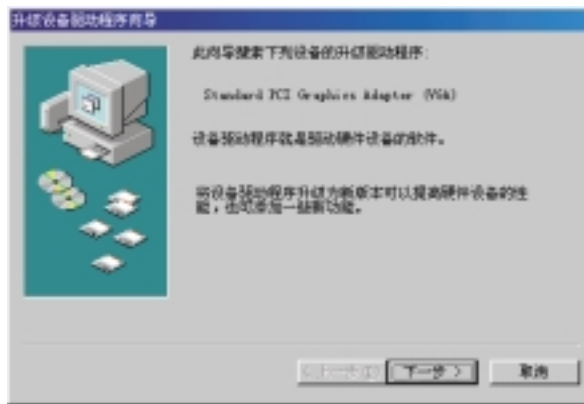 升级设备驱动程序向导
此向导搜索下列设备的升级驱动程序:
Standard PCI Graphics Adapter (VGA)
设备驱动程序就是驱动硬件设备的软件。
将设备驱动程序升级为新版本可以提高硬件设备的性
能，也可添加一些新功能。
<上一步(B) 下一步 > 取消